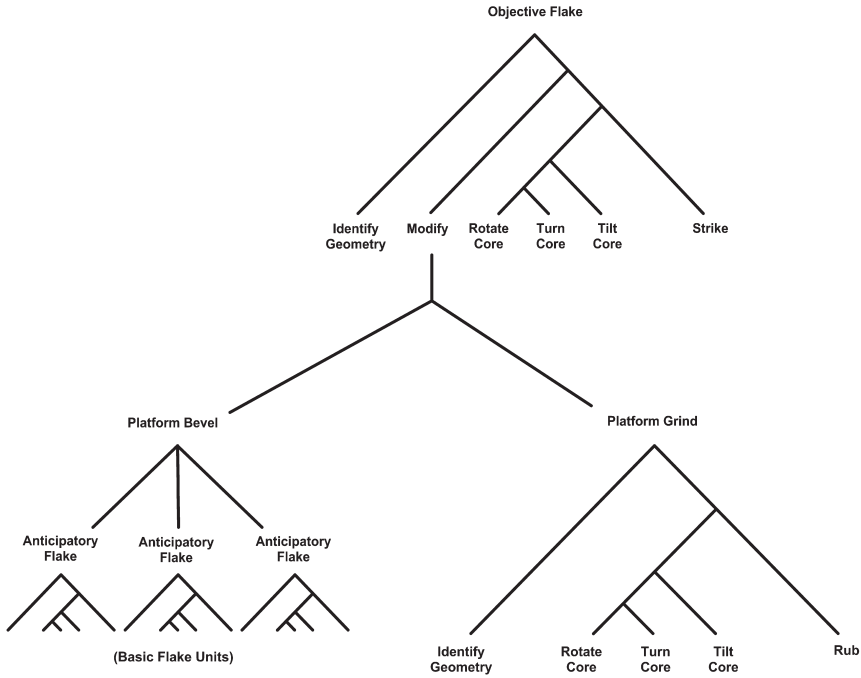 Objective Flake
Identify
Geometry
Modify
Rotate
Core
Turn
Core
Tilt
Core
Strike
Platform Bevel
Platform Grind
Anticipatory
Flake
Anticipatory
Flake
Anticipatory
Flake
(Basic Flake Units)
Identify
Geometry
Rotate
Core
Turn
Core
Tilt
Core
Rub